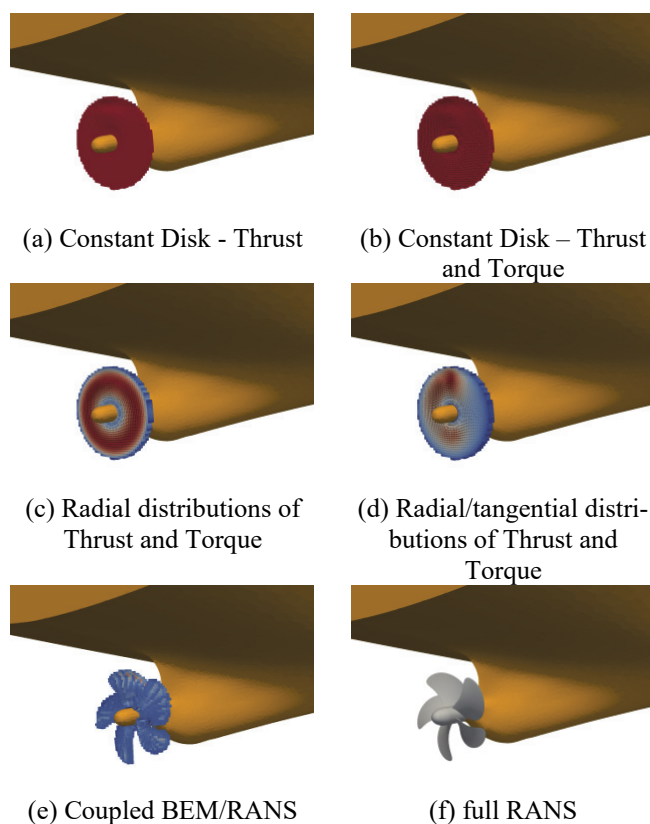 (a) Constant Disk - Thrust
(b) Constant Disk – Thrust
and Torque
(c) Radial distributions of
Thrust and Torque
(d) Radial/tangential distri-
butions of Thrust and
Torque
(e) Coupled BEM/RANS
(f) full RANS